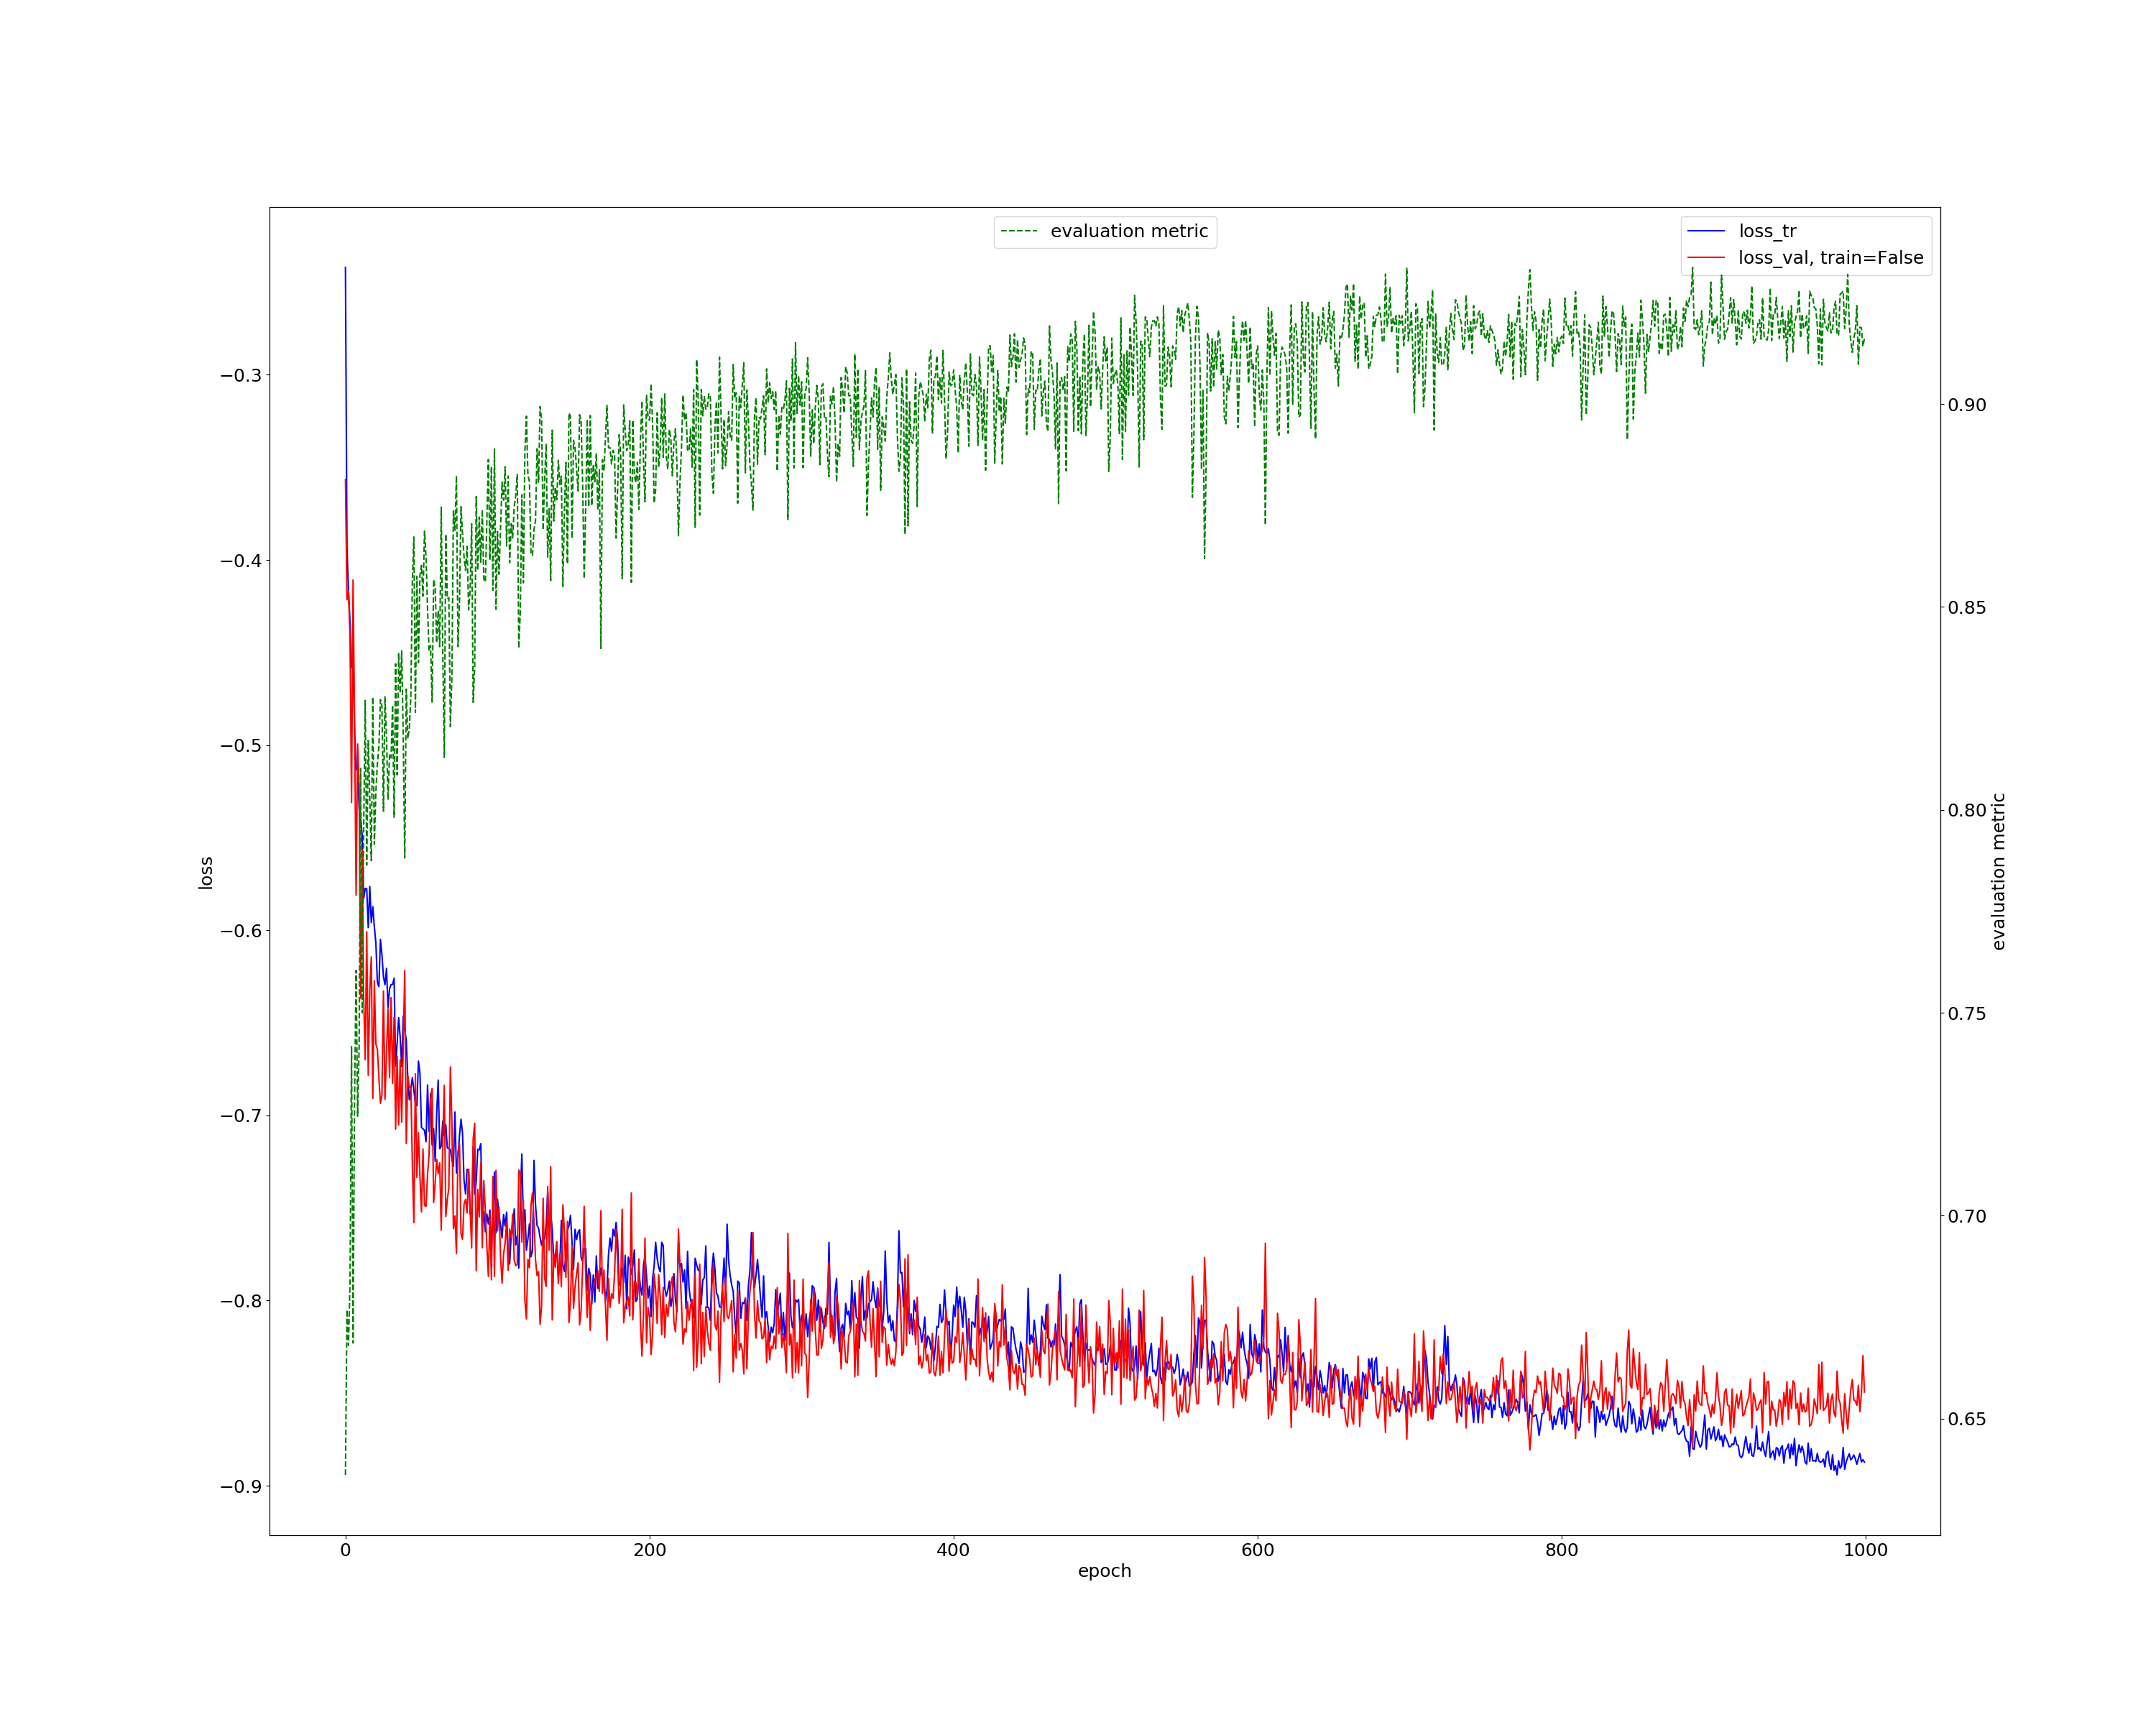 evaluation metric
loss_tr
loss_val, train=False
−0.3
−0.4
−0.5
−0.6
−0.7
−0.8
−0.9
loss
0.90
0.85
0.80
0.75
0.70
0.65
evaluation metric
0 200 400 600 800 1000
epoch